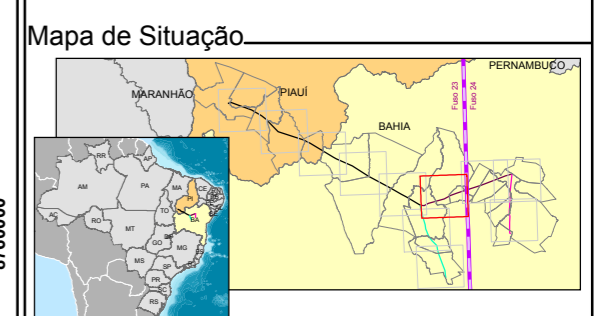 Mapa de Situação
PERNAMBUCO
MARANHÃO
PIAUÍ
Fuso 23
Fuso 24
BAHIA
RR
AP
AM
PA
MA
CE
PI
AC
TO
RO
BA
MT
GO
MG
MS
SP
PR
SC
RS